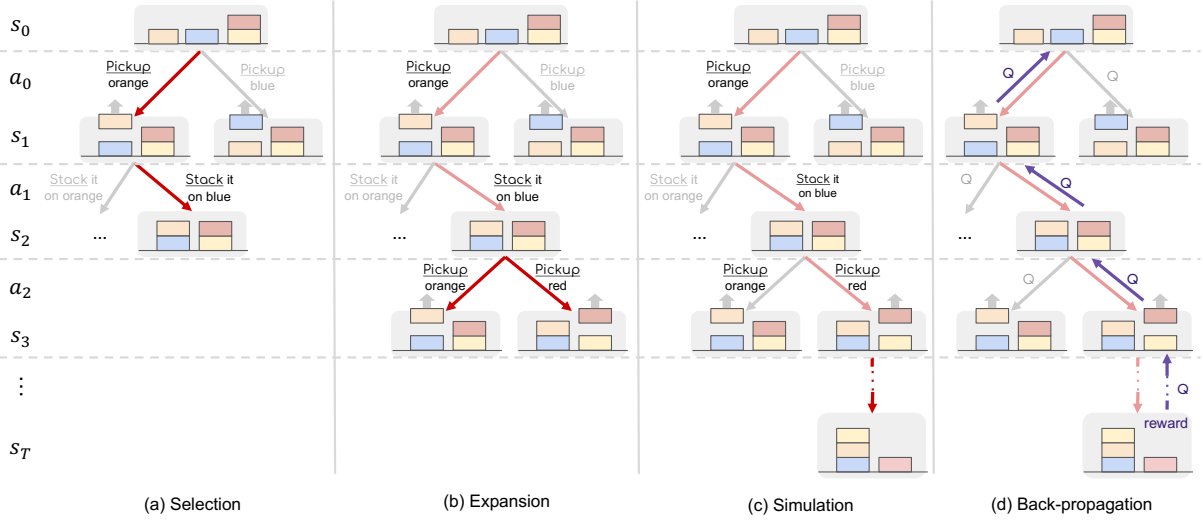 s₀
a₀
s₁
a₁
s₂
a₂
s₃
⋮
s_T
Pickup
orange
Pickup
blue
Stack it
on orange
Stack it
on blue
...
(a) Selection
Pickup
orange
Pickup
blue
Stack it
on orange
Stack it
on blue
...
Pickup
orange
Pickup
red
(b) Expansion
Pickup
orange
Pickup
blue
Stack it
on orange
Stack it
on blue
...
Pickup
orange
Pickup
red
(c) Simulation
Q
Q
Q
Q
...
Q
Q
Q
reward
(d) Back-propagation